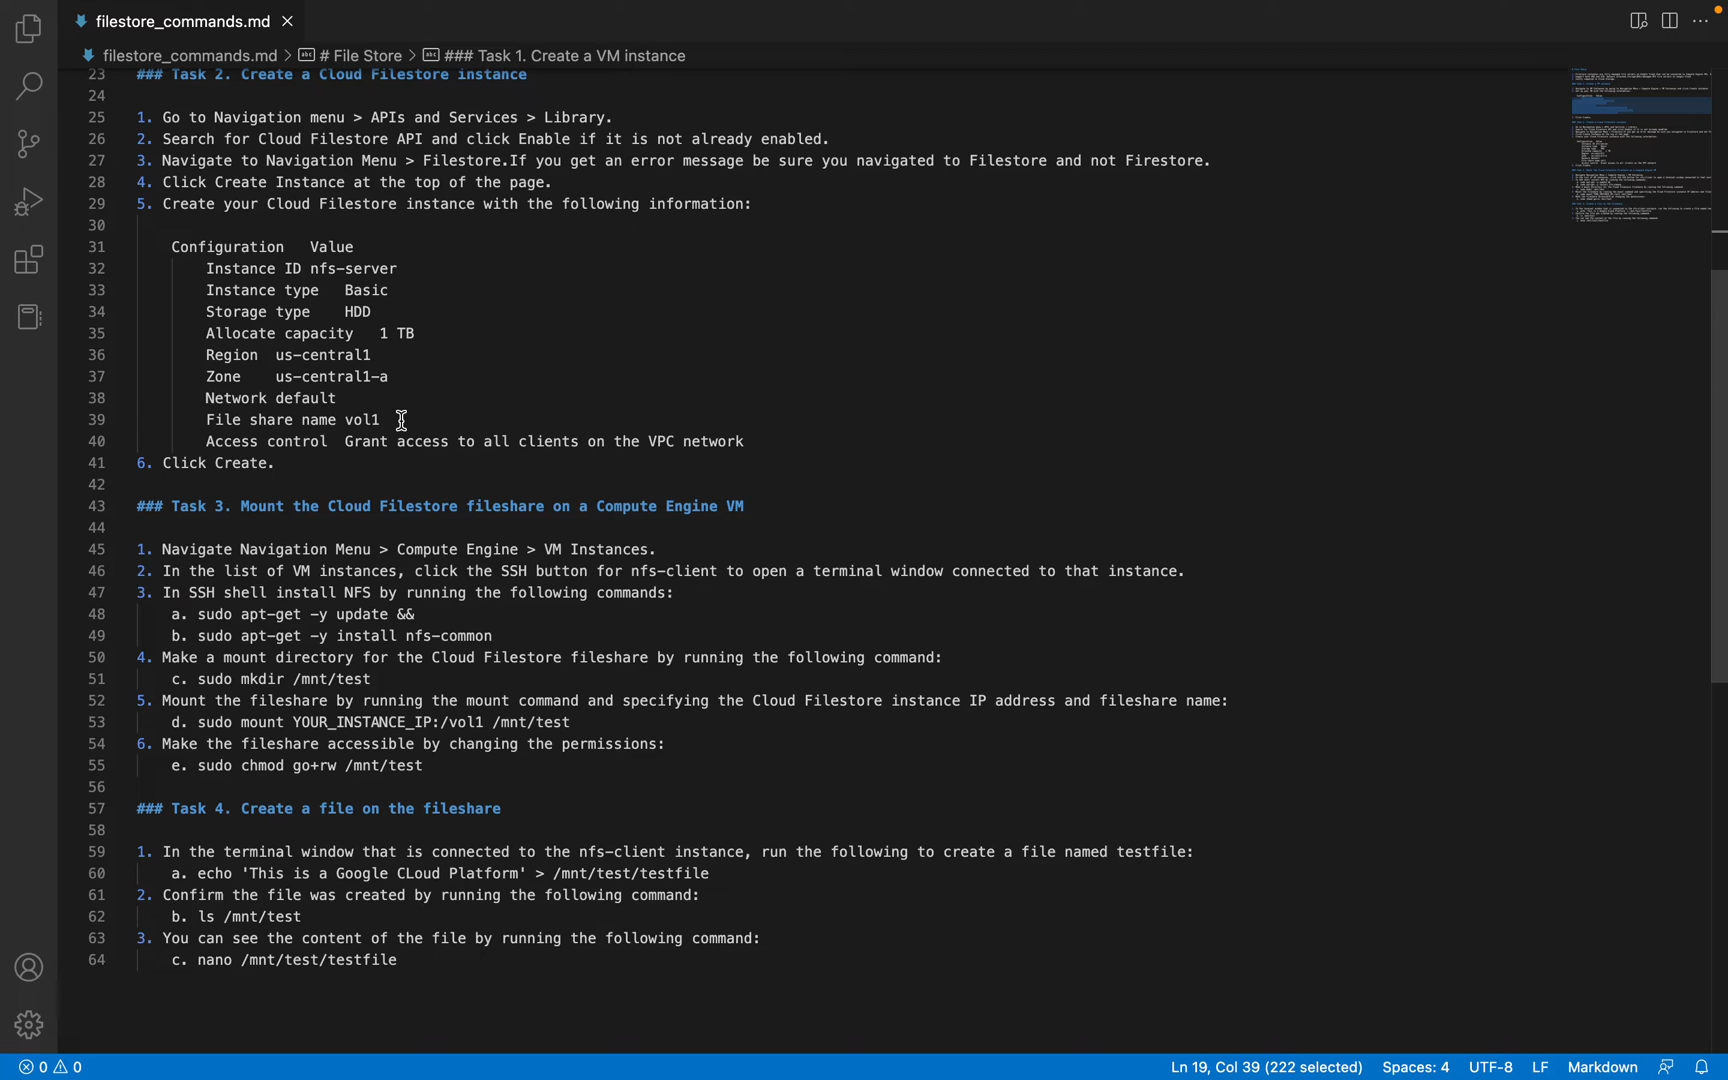 filestore_commands.md
filestore_commands.md > # File Store > ### Task 1. Create a VM instance
23 ### Task 2. Create a Cloud Filestore instance
24
25 1. Go to Navigation menu > APIs and Services > Library.
26 2. Search for Cloud Filestore API and click Enable if it is not already enabled.
27 3. Navigate to Navigation Menu > Filestore.If you get an error message be sure you navigated to Filestore and not Firestore.
28 4. Click Create Instance at the top of the page.
29 5. Create your Cloud Filestore instance with the following information:
30
31 Configuration Value
32 Instance ID nfs-server
33 Instance type Basic
34 Storage type HDD
35 Allocate capacity 1 TB
36 Region us-central1
37 Zone us-central1-a
38 Network default
39 File share name vol1
40 Access control Grant access to all clients on the VPC network
41 6. Click Create.
42
43 ### Task 3. Mount the Cloud Filestore fileshare on a Compute Engine VM
44
45 1. Navigate Navigation Menu > Compute Engine > VM Instances.
46 2. In the list of VM instances, click the SSH button for nfs-client to open a terminal window connected to that instance.
47 3. In SSH shell install NFS by running the following commands:
48 a. sudo apt-get -y update &&
49 b. sudo apt-get -y install nfs-common
50 4. Make a mount directory for the Cloud Filestore fileshare by running the following command:
51 c. sudo mkdir /mnt/test
52 5. Mount the fileshare by running the mount command and specifying the Cloud Filestore instance IP address and fileshare name:
53 d. sudo mount YOUR_INSTANCE_IP:/vol1 /mnt/test
54 6. Make the fileshare accessible by changing the permissions:
55 e. sudo chmod go+rw /mnt/test
56
57 ### Task 4. Create a file on the fileshare
58
59 1. In the terminal window that is connected to the nfs-client instance, run the following to create a file named testfile:
60 a. echo 'This is a Google CLoud Platform' > /mnt/test/testfile
61 2. Confirm the file was created by running the following command:
62 b. ls /mnt/test
63 3. You can see the content of the file by running the following command:
64 c. nano /mnt/test/testfile
0 0 Ln 19, Col 39 (222 selected) Spaces: 4 UTF-8 LF Markdown